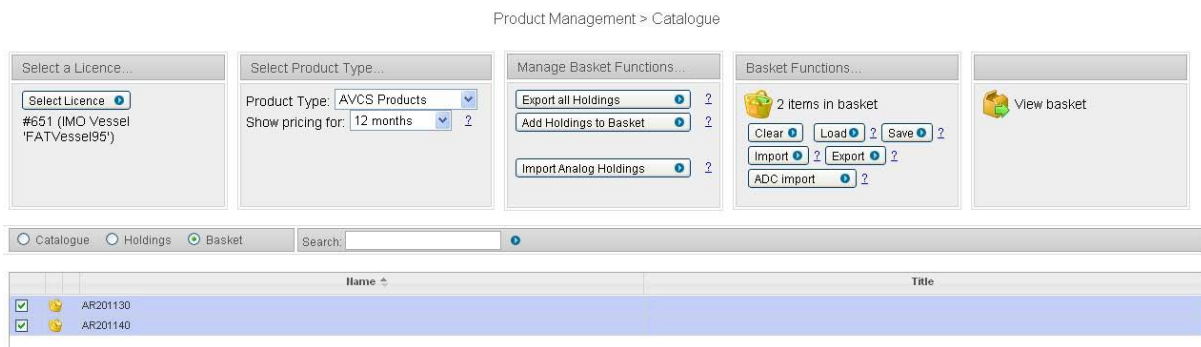 Product Management > Catalogue
Select a Licence...
Select Licence
#651 (IMO Vessel
'FATVessel95')
Select Product Type...
Product Type: AVCS Products
Show pricing for: 12 months ?
Manage Basket Functions...
Export all Holdings ?
Add Holdings to Basket ?
Import Analog Holdings ?
Basket Functions...
2 items in basket
Clear Load ? Save ?
Import ? Export ?
ADC import ?
View basket
Catalogue Holdings Basket Search:
Name Title
AR201130
AR201140